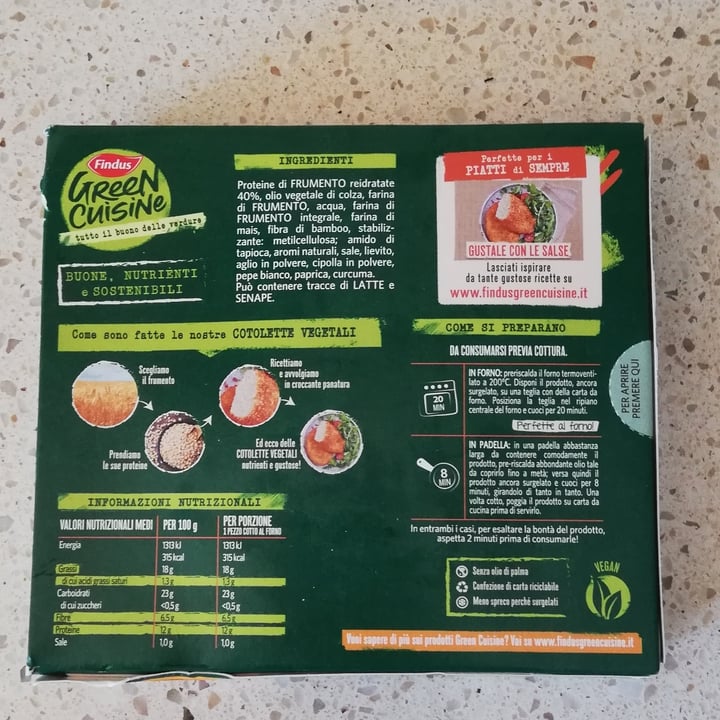 Findus
GREEN
CUISINE
tutto il buono delle verdure
BUONE, NUTRIENTI
e SOSTENIBILI
INGREDIENTI
Proteine di FRUMENTO reidratate
40%, olio vegetale di colza, farina
di FRUMENTO, acqua, farina di
FRUMENTO integrale, farina di
mais, fibra di bamboo, stabiliz-
zante: metilcellulosa; amido di
tapioca, aromi naturali, sale, lievito,
aglio in polvere, cipolla in polvere,
pepe bianco, paprica, curcuma.
Può contenere tracce di LATTE e
SENAPE.
Perfette per i
PIATTI di SEMPRE
GUSTALE CON LE SALSE
Lasciati ispirare
da tante gustose ricette su
www.findusgreencuisine.it
Come sono fatte le nostre COTOLETTE VEGETALI
Scegliamo
il frumento
Prendiamo
le sue proteine
Ricettiamo
e avvolgiamo
in croccante panatura
Ed ecco delle
COTOLETTE VEGETALI
nutrienti e gustose!
COME SI PREPARANO
DA CONSUMARSI PREVIA COTTURA.
20
MIN
IN FORNO: preriscalda il forno termoventi-
lato a 200°C. Disponi il prodotto, ancora
surgelato, su una teglia con della carta da
forno. Posiziona la teglia nel ripiano
centrale del forno e cuoci per 20 minuti.
Perfette al forno!
8
MIN
IN PADELLA: in una padella abbastanza
larga da contenere comodamente il
prodotto, pre-riscalda abbondante olio tale
da coprirlo fino a metà; versa quindi il
prodotto ancora surgelato e cuoci per 8
minuti, girandolo di tanto in tanto. Una
volta cotto, poggia il prodotto su carta da
cucina prima di servirlo.
In entrambi i casi, per esaltare la bontà del prodotto,
aspetta 2 minuti prima di consumarle!
PER APRIRE
PREMERE QUI
INFORMAZIONI NUTRIZIONALI
VALORI NUTRIZIONALI MEDI PER 100 g PER PORZIONE
1 PEZZO COTTO AL FORNO
Energia 1313 kJ 1313 kJ
315 kcal 315 kcal
Grassi 18 g 18 g
di cui acidi grassi saturi 1,3 g 1,3 g
Carboidrati 23 g 23 g
di cui zuccheri <0,5 g <0,5 g
Fibre 6,5 g 6,5 g
Proteine 12 g 12 g
Sale 1,0 g 1,0 g
Senza olio di palma
Confezione di carta riciclabile
Meno spreco perché surgelati
VEGAN
Vuoi sapere di più sui prodotti Green Cuisine? Vai su www.findusgreencuisine.it